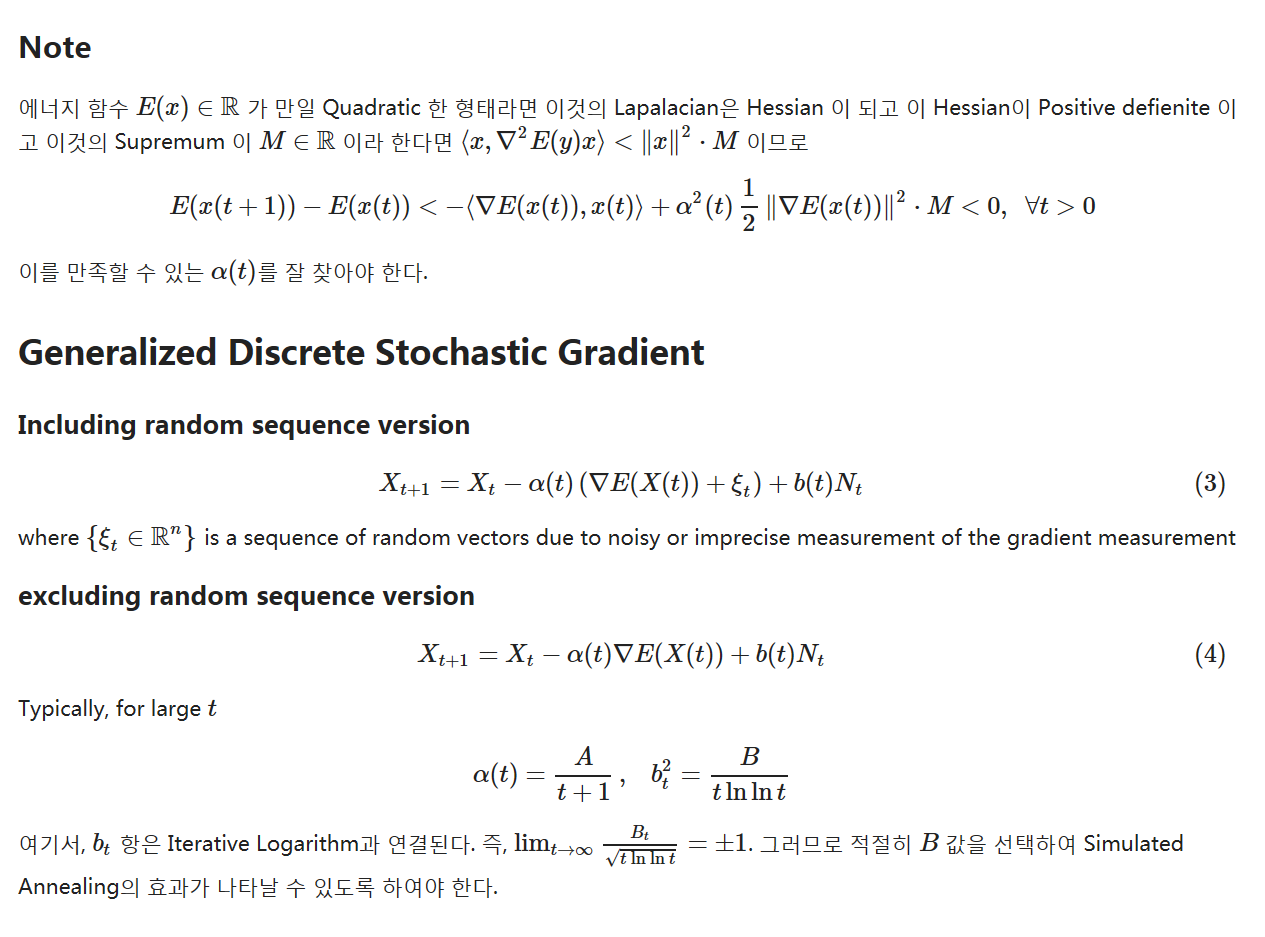 Note
에너지 함수 $E(x) \in \mathbb{R}$ 가 만일 Quadratic 한 형태라면 이것의 Lapalacian은 Hessian 이 되고 이 Hessian이 Positive defienite 이
고 이것의 Supremum 이 $M \in \mathbb{R}$ 이라 한다면 $\langle x, \nabla^2 E(y)x \rangle < \|x\|^2 \cdot M$ 이므로
$E(x(t+1)) - E(x(t)) < -\langle \nabla E(x(t)), x(t) \rangle + \alpha^2(t) \frac{1}{2} \|\nabla E(x(t))\|^2 \cdot M < 0, \;\; \forall t > 0$
이를 만족할 수 있는 $\alpha(t)$를 잘 찾아야 한다.
Generalized Discrete Stochastic Gradient
Including random sequence version
$X_{t+1} = X_t - \alpha(t) \left( \nabla E(X(t)) + \xi_t \right) + b(t) N_t$ (3)
where $\{\xi_t \in \mathbb{R}^n\}$ is a sequence of random vectors due to noisy or imprecise measurement of the gradient measurement
excluding random sequence version
$X_{t+1} = X_t - \alpha(t) \nabla E(X(t)) + b(t) N_t$ (4)
Typically, for large $t$
$\alpha(t) = \frac{A}{t+1}, \;\; b_t^2 = \frac{B}{t \ln \ln t}$
여기서, $b_t$ 항은 Iterative Logarithm과 연결된다. 즉, $\lim_{t \to \infty} \frac{B_t}{\sqrt{t \ln \ln t}} = \pm 1$. 그러므로 적절히 $B$ 값을 선택하여 Simulated
Annealing의 효과가 나타날 수 있도록 하여야 한다.